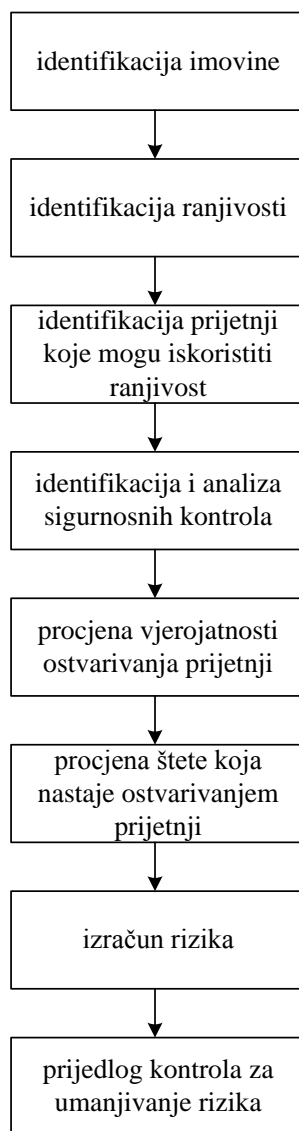 identifikacija imovine
identifikacija ranjivosti
identifikacija prijetnji
koje mogu iskoristiti
ranjivost
identifikacija i analiza
sigurnosnih kontrola
procjena vjerojatnosti
ostvarivanja prijetnji
procjena štete koja
nastaje ostvarivanjem
prijetnji
izračun rizika
prijedlog kontrola za
umanjivanje rizika